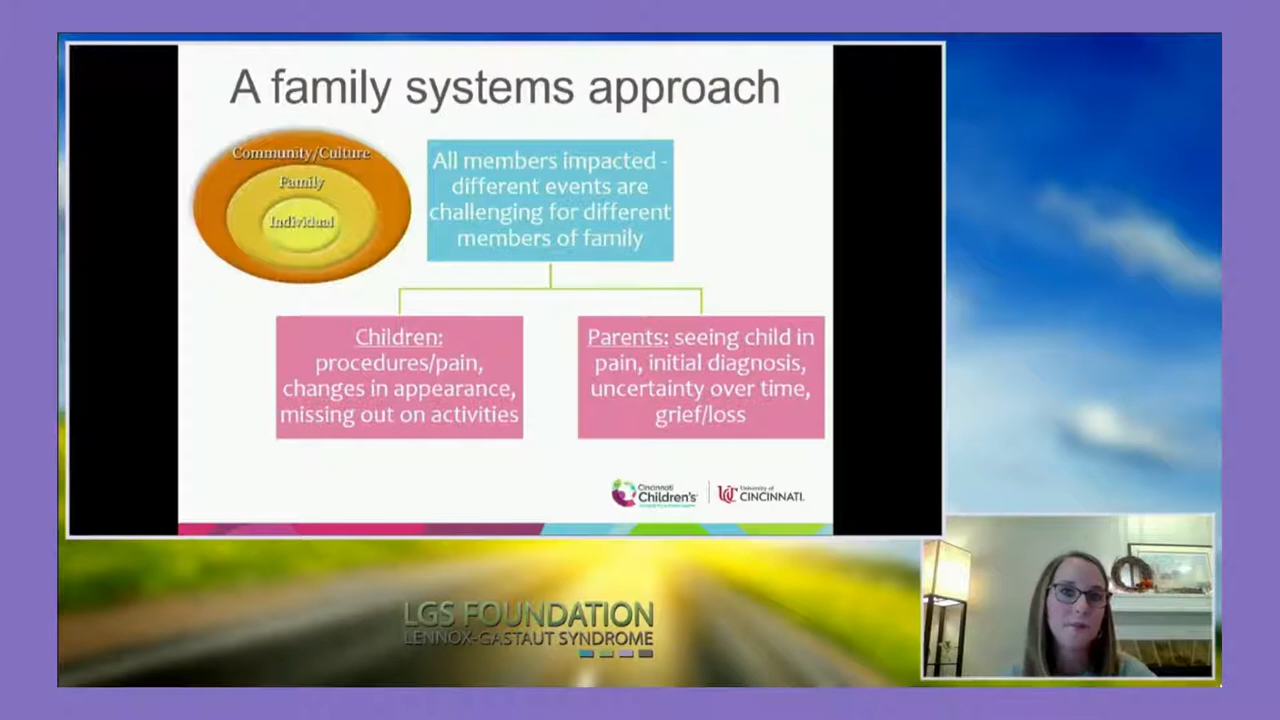 A family systems approach
Community/Culture
Family
Individual
All members impacted -
different events are
challenging for different
members of family
Children:
procedures/pain,
changes in appearance,
missing out on activities
Parents: seeing child in
pain, initial diagnosis,
uncertainty over time,
grief/loss
Cincinnati
Children's
University of
CINCINNATI
LGS FOUNDATION
LENNOX-GASTAUT SYNDROME